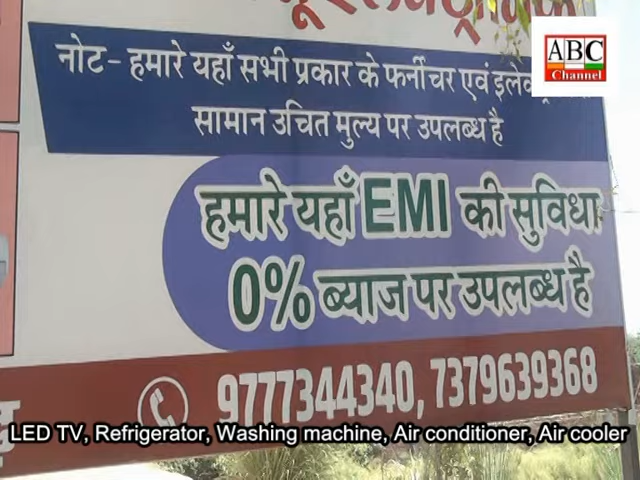 ABC
Channel
नोट - हमारे यहाँ सभी प्रकार के फर्नीचर एवं
सामान उचित मुल्य पर उपलब्ध है
हमारे यहाँ EMI की सुविधा
0% ब्याज पर उपलब्ध है
9777344340, 7379639368
LED TV, Refrigerator, Washing machine, Air conditioner, Air cooler